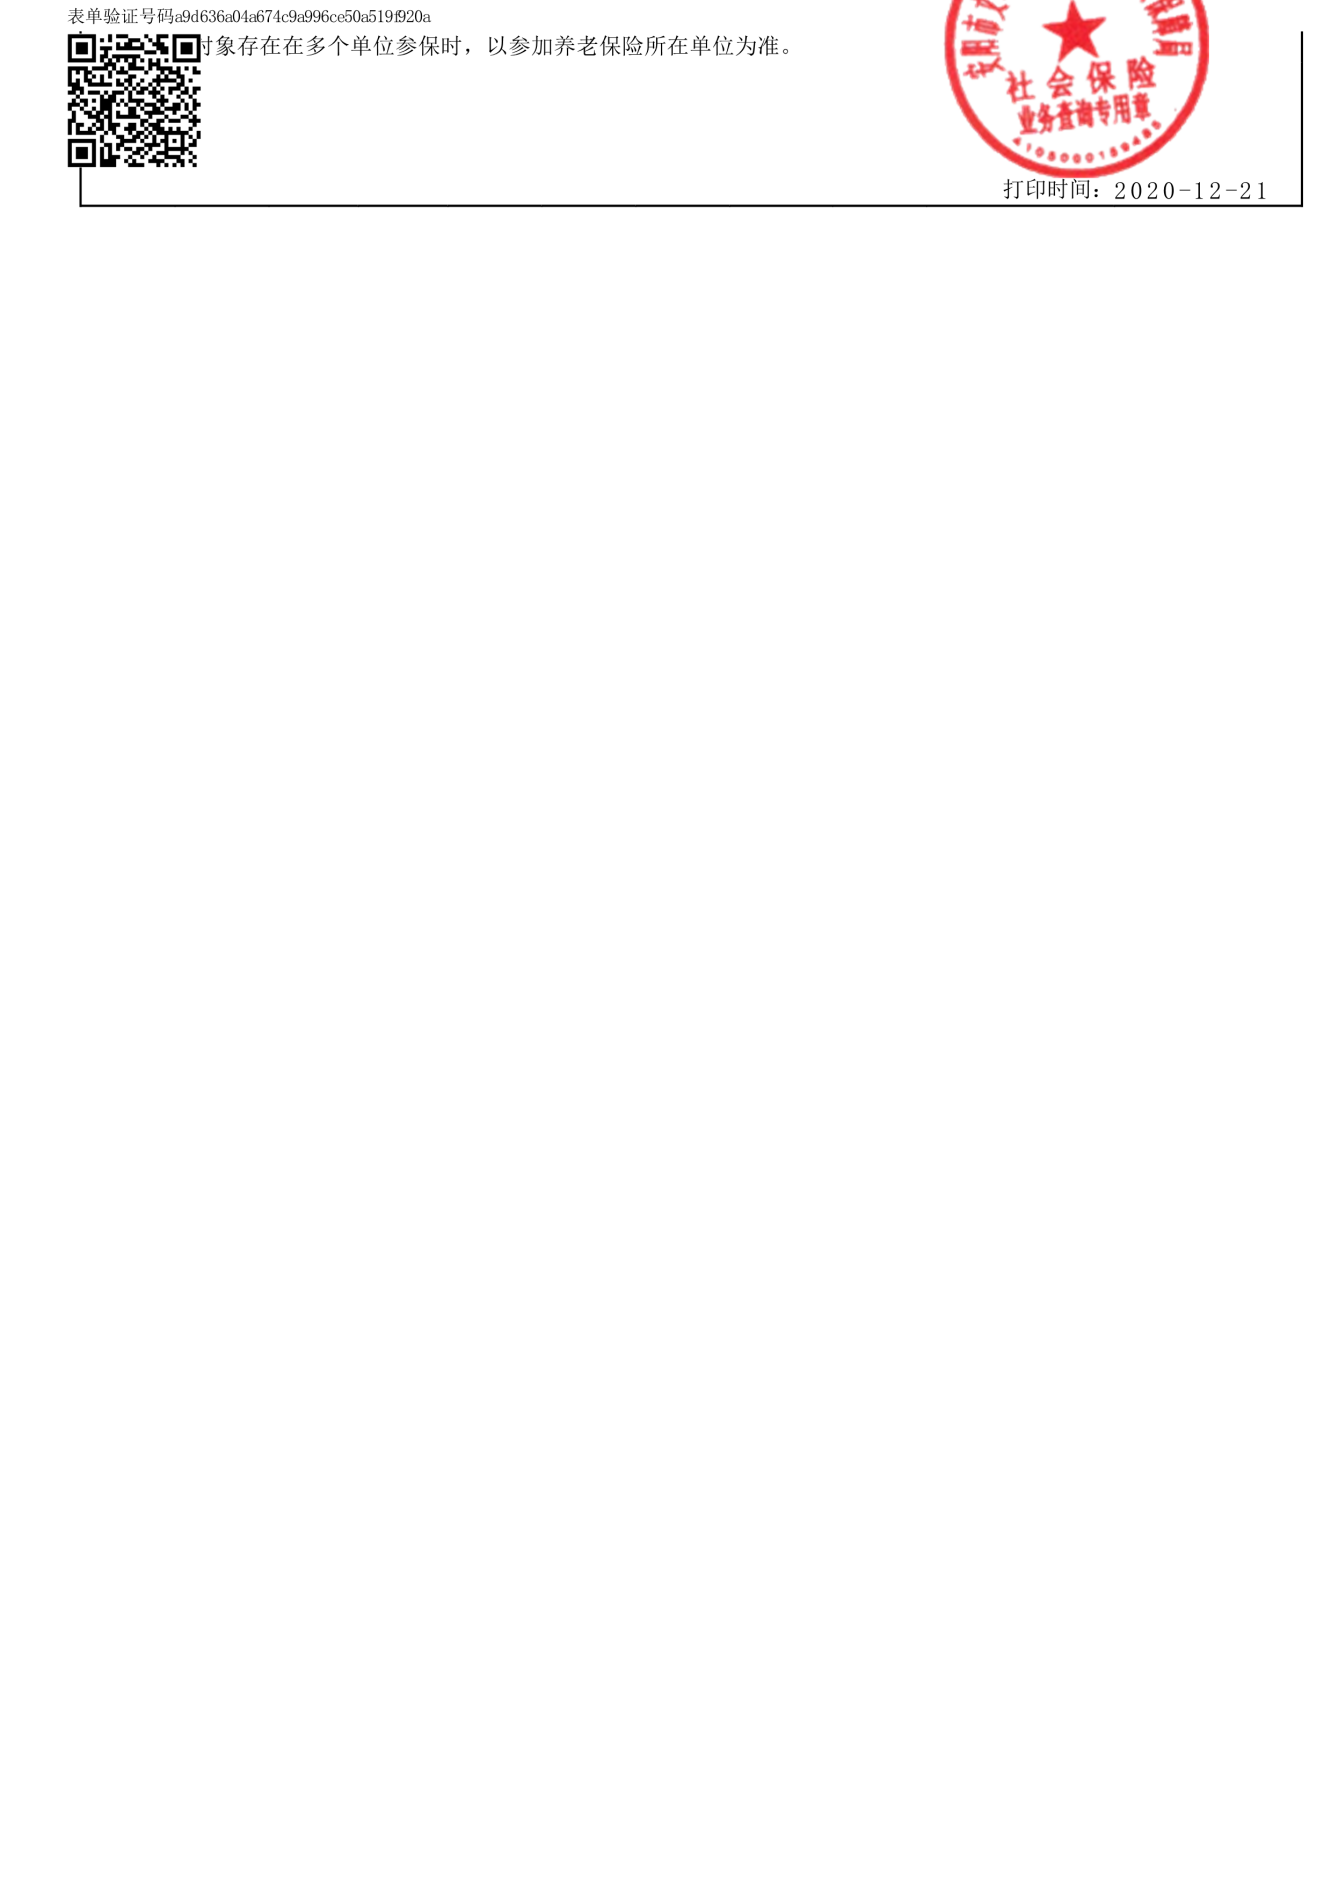 表单验证号码a9d636a04a674c9a996ce50a519f920a
对象存在在多个单位参保时，以参加养老保险所在单位为准。
社会保险
业务查询专用章
打印时间：2020-12-21